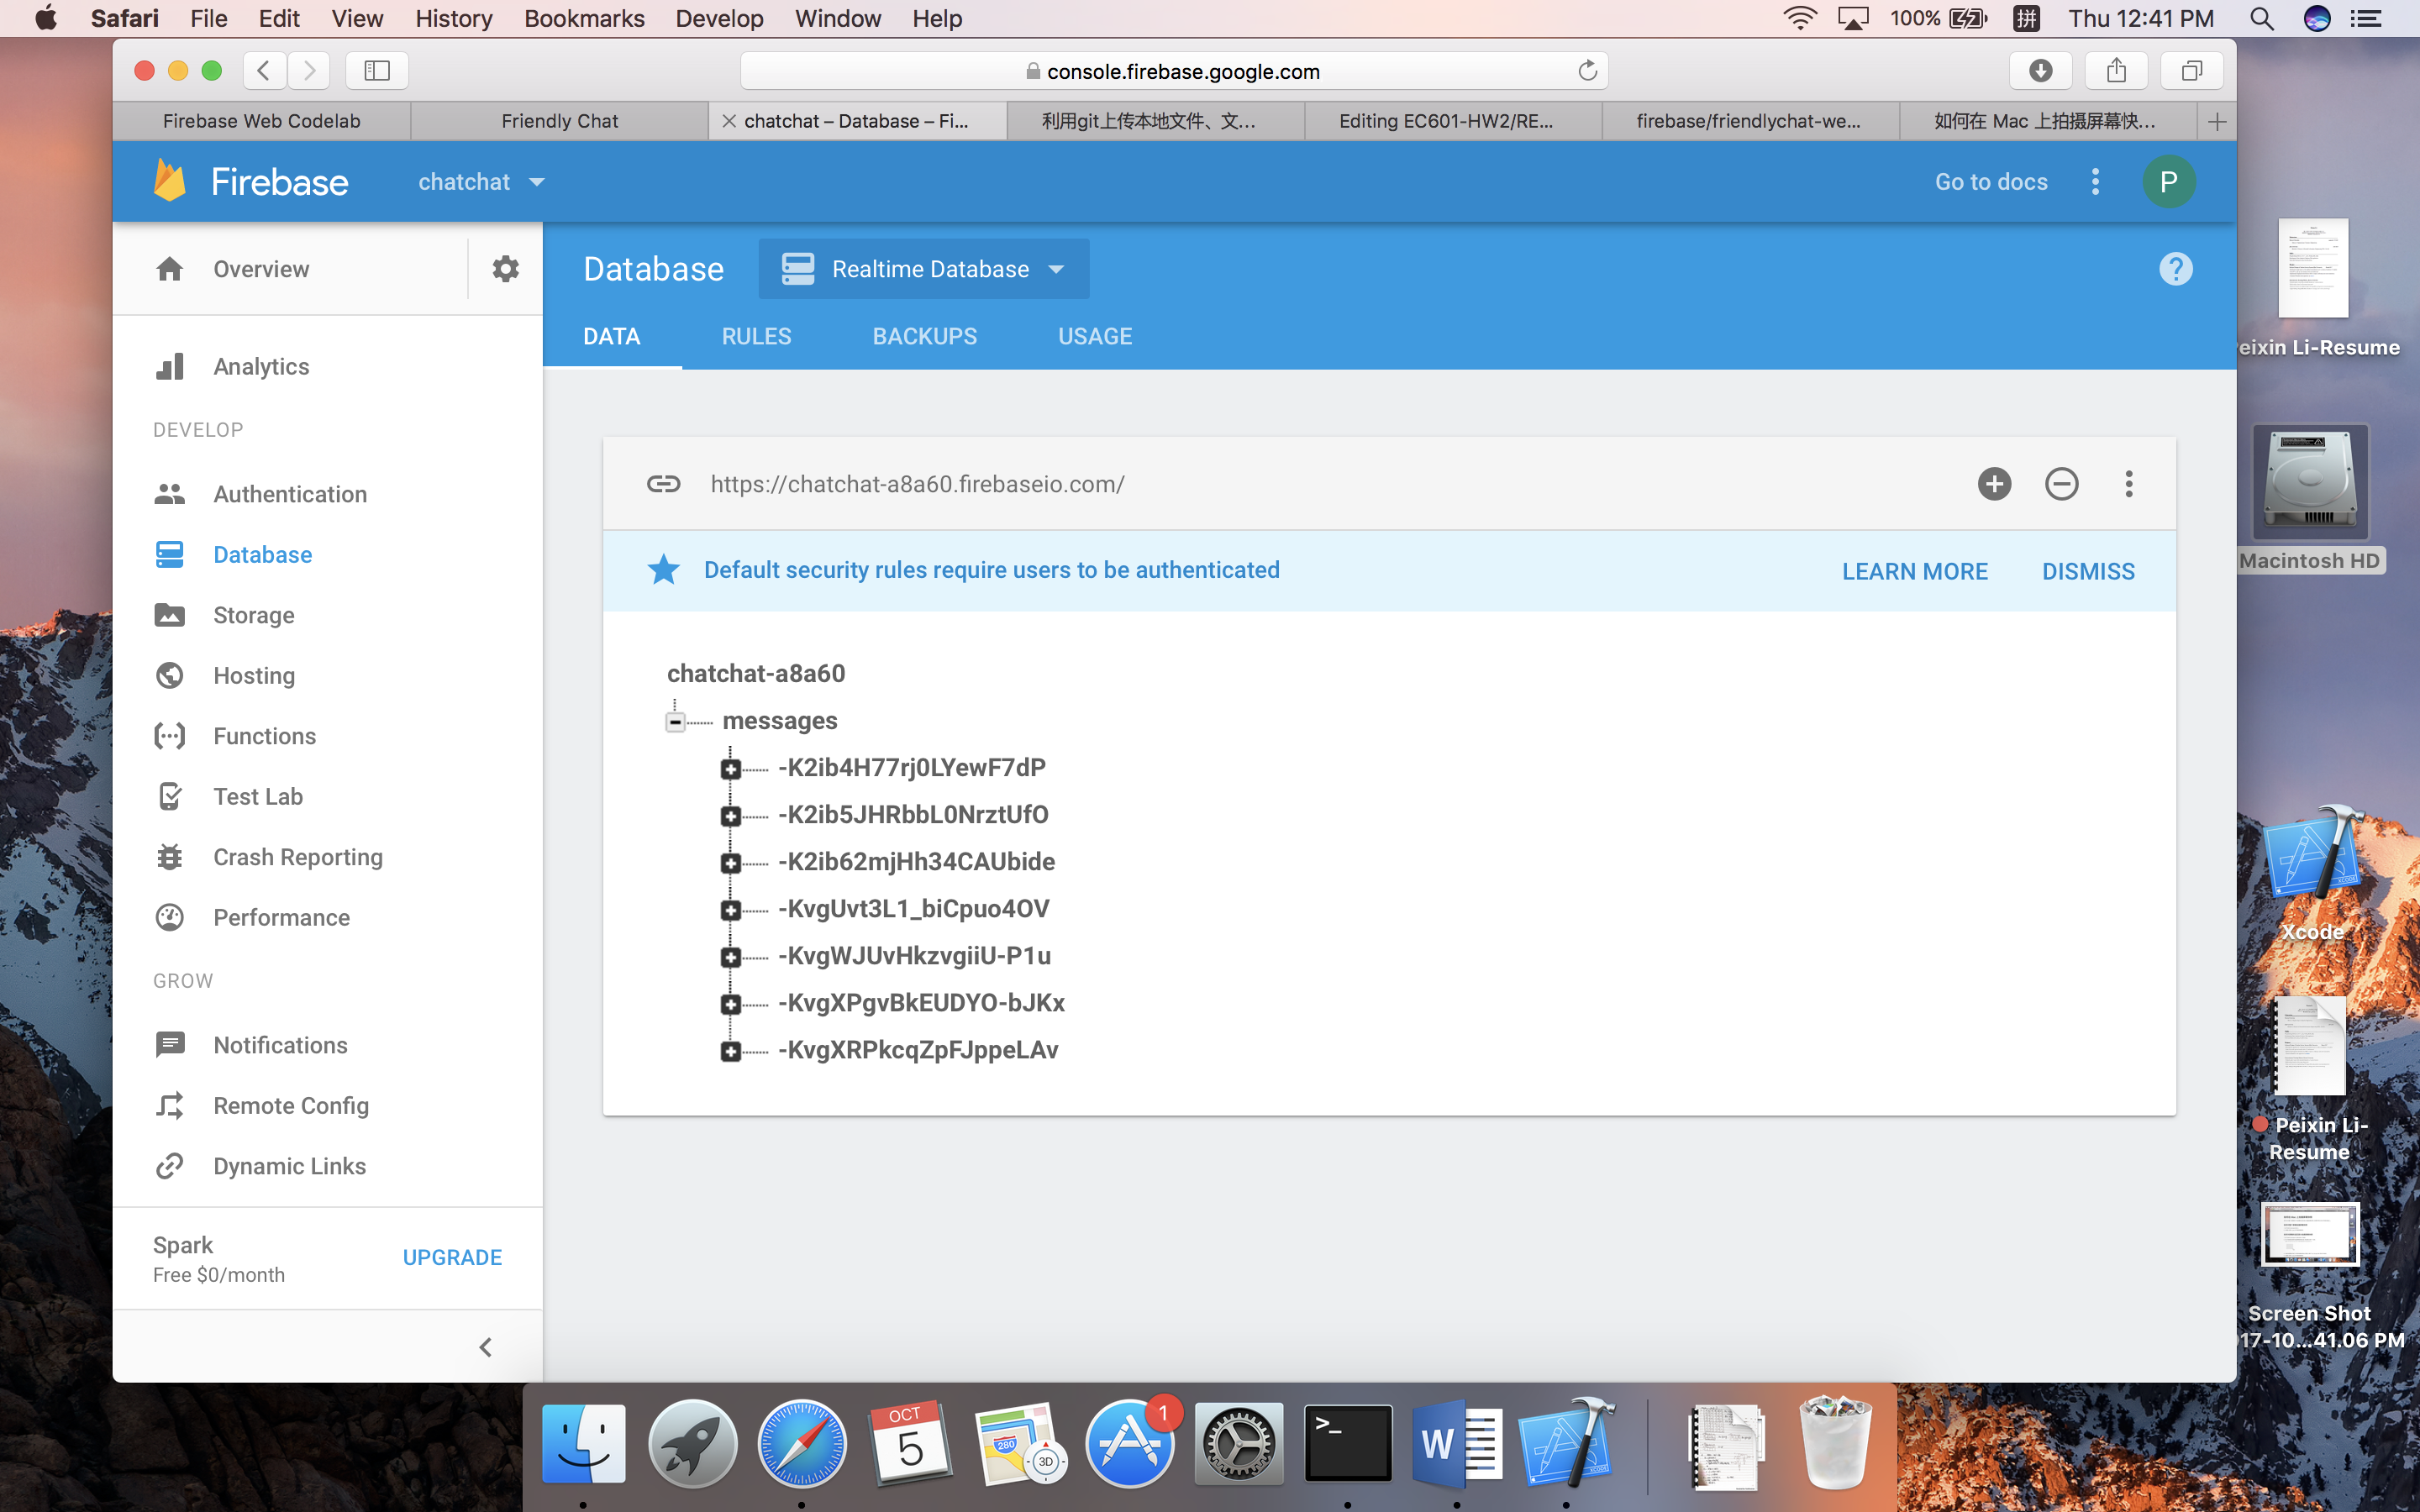 Safari File Edit View History Bookmarks Develop Window Help 100% 拼 Thu 12:41 PM
console.firebase.google.com
Firebase Web Codelab Friendly Chat chatchat – Database – Fi... 利用git上传本地文件、文... Editing EC601-HW2/RE... firebase/friendlychat-we... 如何在 Mac 上拍摄屏幕快...
Firebase chatchat Go to docs P
Overview
Database Realtime Database ?
DATA RULES BACKUPS USAGE
Analytics
DEVELOP
Authentication
Database
Storage
Hosting
Functions
Test Lab
Crash Reporting
Performance
GROW
Notifications
Remote Config
Dynamic Links
Spark
Free $0/month
UPGRADE
https://chatchat-a8a60.firebaseio.com/
Default security rules require users to be authenticated LEARN MORE DISMISS
chatchat-a8a60
messages
-K2ib4H77rj0LYewF7dP
-K2ib5JHRbbL0NrztUfO
-K2ib62mjHh34CAUbide
-KvgUvt3L1_biCpuo4OV
-KvgWJUvHkzvgiiU-P1u
-KvgXPgvBkEUDYO-bJKx
-KvgXRPkcqZpFJppeLAv
eixin Li-Resume
Macintosh HD
Xcode
Peixin Li-
Resume
Screen Shot
17-10...41.06 PM
OCT
5
280
3D
1
>_
W